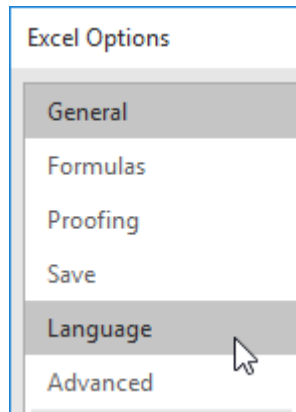 Excel Options
General
Formulas
Proofing
Save
Language
Advanced